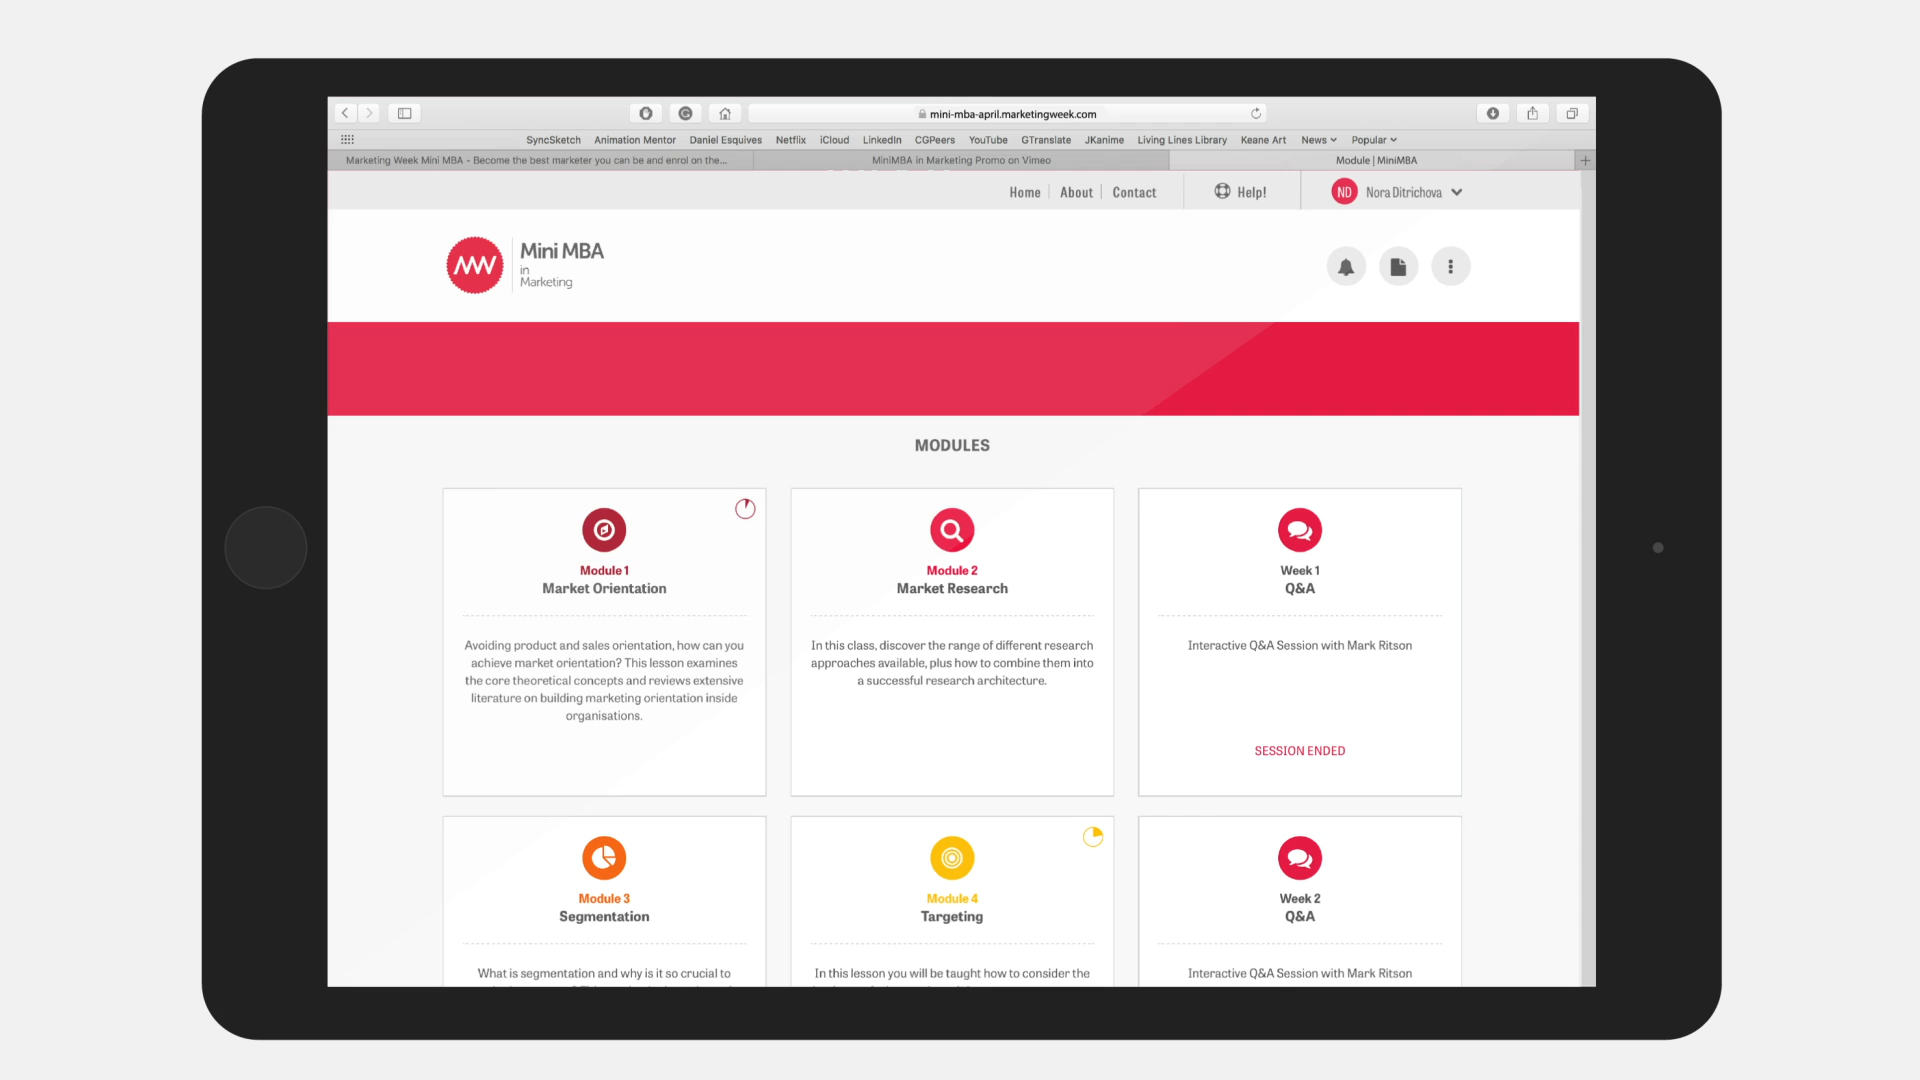 mini-mba-april.marketingweek.com
SyncSketch Animation Mentor Daniel Esquives Netflix iCloud LinkedIn CGPeers YouTube GTranslate JKanime Living Lines Library Keane Art News Popular
Marketing Week Mini MBA - Become the best marketer you can be and enrol on the...
MiniMBA in Marketing Promo on Vimeo
Module | MiniMBA
Home About Contact Help! ND Nora Ditrichova
MW
Mini MBA
in
Marketing
MODULES
Module 1
Market Orientation
Avoiding product and sales orientation, how can you
achieve market orientation? This lesson examines
the core theoretical concepts and reviews extensive
literature on building marketing orientation inside
organisations.
Module 2
Market Research
In this class, discover the range of different research
approaches available, plus how to combine them into
a successful research architecture.
Week 1
Q&A
Interactive Q&A Session with Mark Ritson
SESSION ENDED
Module 3
Segmentation
What is segmentation and why is it so crucial to
Module 4
Targeting
In this lesson you will be taught how to consider the
Week 2
Q&A
Interactive Q&A Session with Mark Ritson